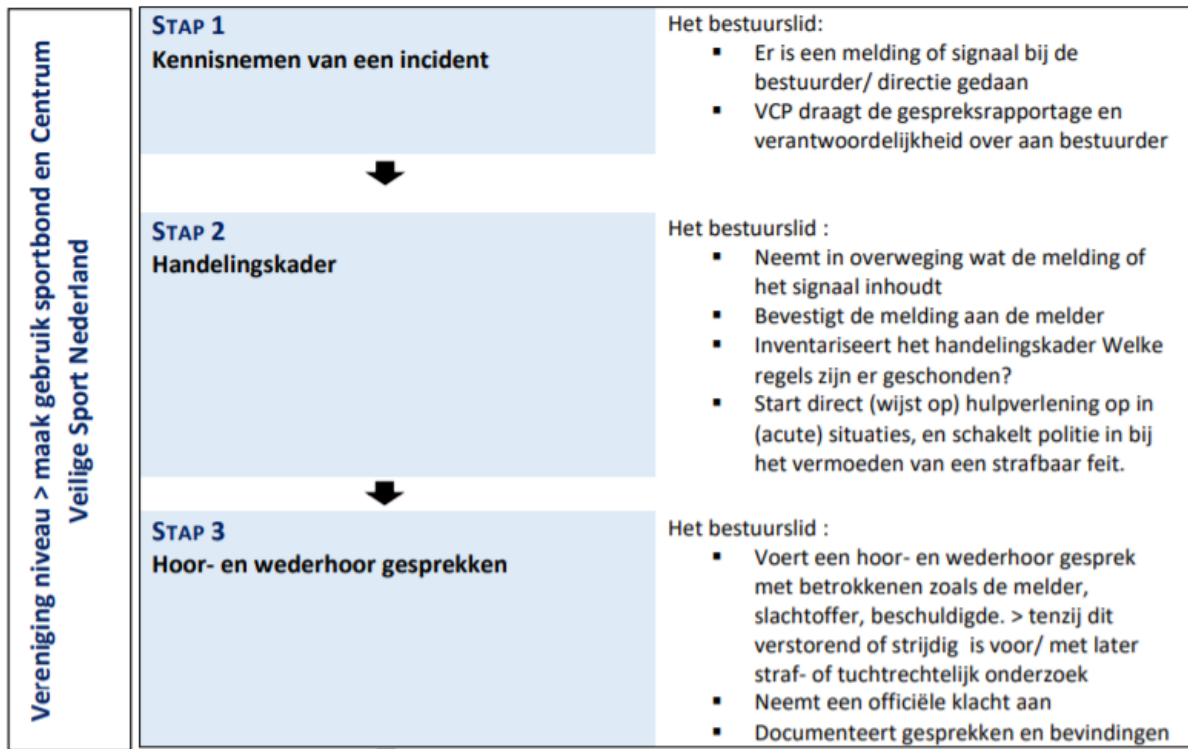 Vereniging niveau > maak gebruik sportbond en Centrum
Veilige Sport Nederland
STAP 1
Kennisnemen van een incident
Het bestuurslid:
▪ Er is een melding of signaal bij de
bestuurder/ directie gedaan
▪ VCP draagt de gespreksrapportage en
verantwoordelijkheid over aan bestuurder
STAP 2
Handelingskader
Het bestuurslid :
▪ Neemt in overweging wat de melding of
het signaal inhoudt
▪ Bevestigt de melding aan de melder
▪ Inventariseert het handelingskader Welke
regels zijn er geschonden?
▪ Start direct (wijst op) hulpverlening op in
(acute) situaties, en schakelt politie in bij
het vermoeden van een strafbaar feit.
STAP 3
Hoor- en wederhoor gesprekken
Het bestuurslid :
▪ Voert een hoor- en wederhoor gesprek
met betrokkenen zoals de melder,
slachtoffer, beschuldigde. > tenzij dit
verstorend of strijdig is voor/ met later
straf- of tuchtrechtelijk onderzoek
▪ Neemt een officiële klacht aan
▪ Documenteert gesprekken en bevindingen